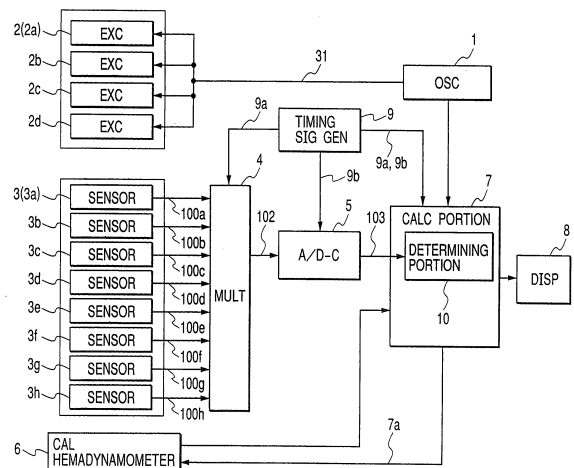 2(2a) EXC
2b EXC
2c EXC
2d EXC
31
1
OSC
9a
9
TIMING
SIG GEN
9a, 9b
9b
4
MULT
3(3a) SENSOR 100a
3b SENSOR 100b
3c SENSOR 100c
3d SENSOR 100d
3e SENSOR 100e
3f SENSOR 100f
3g SENSOR 100g
3h SENSOR 100h
102
5
A/D-C
103
7
CALC PORTION
DETERMINING
PORTION
10
8
DISP
6
CAL
HEMADYNAMOMETER
7a